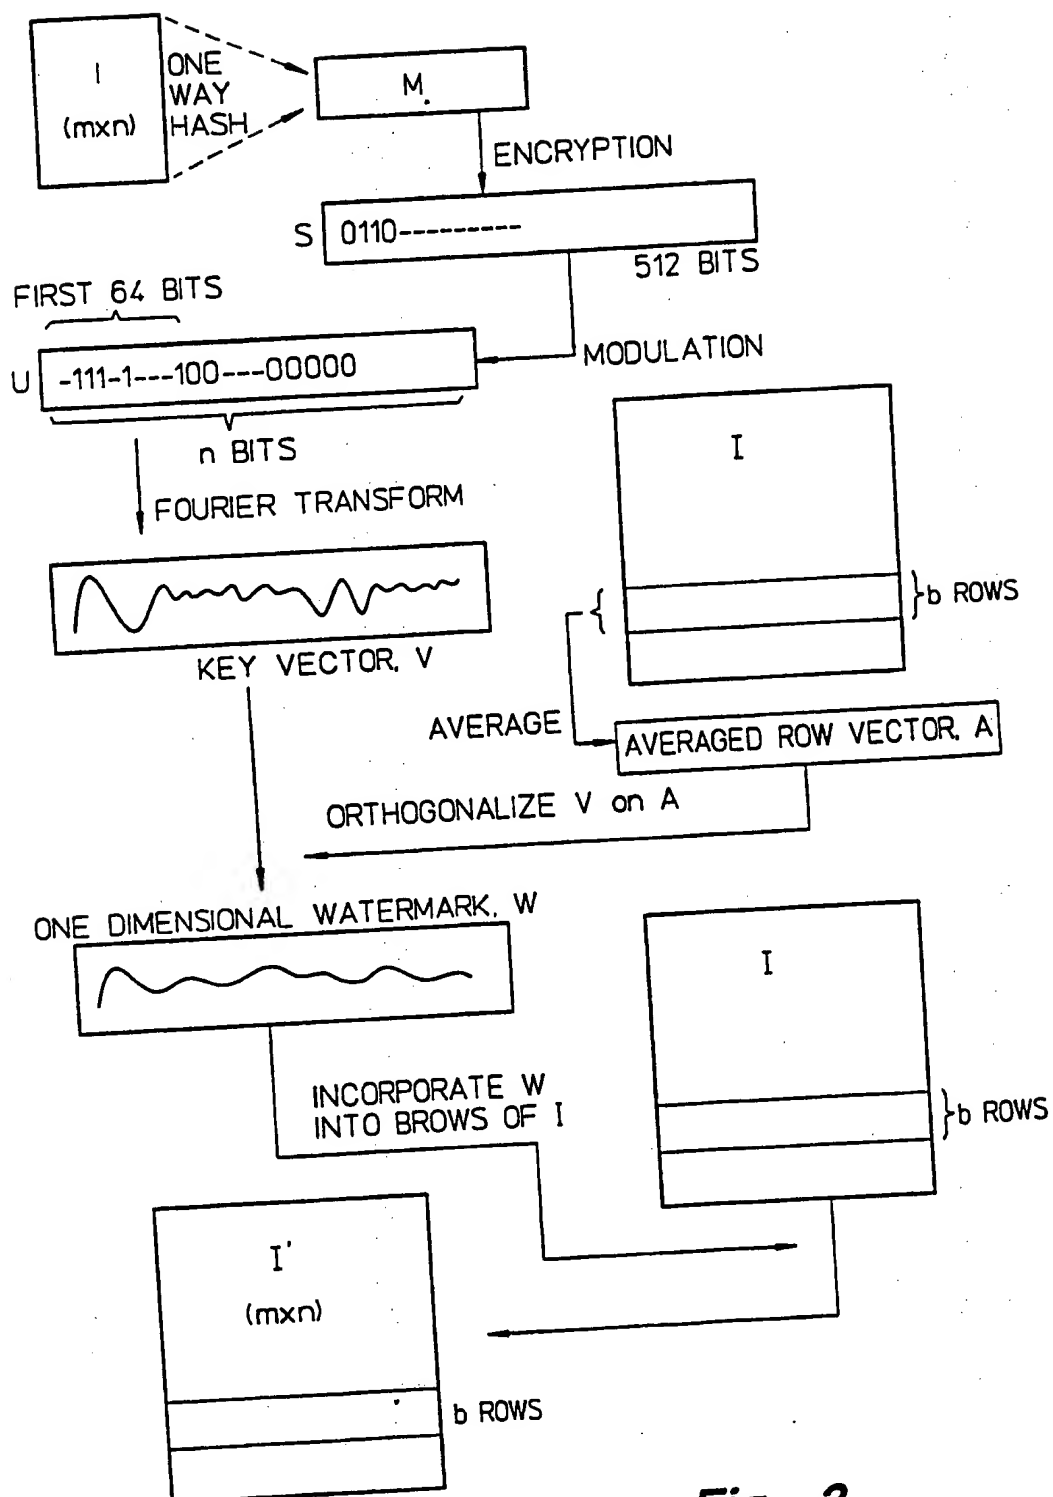 I
(mxn)
ONE
WAY
HASH
M.
ENCRYPTION
S
0110---------
512 BITS
FIRST 64 BITS
U
-111-1---100---00000
MODULATION
n BITS
I
FOURIER TRANSFORM
b ROWS
KEY VECTOR, V
AVERAGE
AVERAGED ROW VECTOR, A
ORTHOGONALIZE V on A
ONE DIMENSIONAL WATERMARK, W
I
INCORPORATE W
INTO BROWS OF I
b ROWS
I'
(mxn)
b ROWS